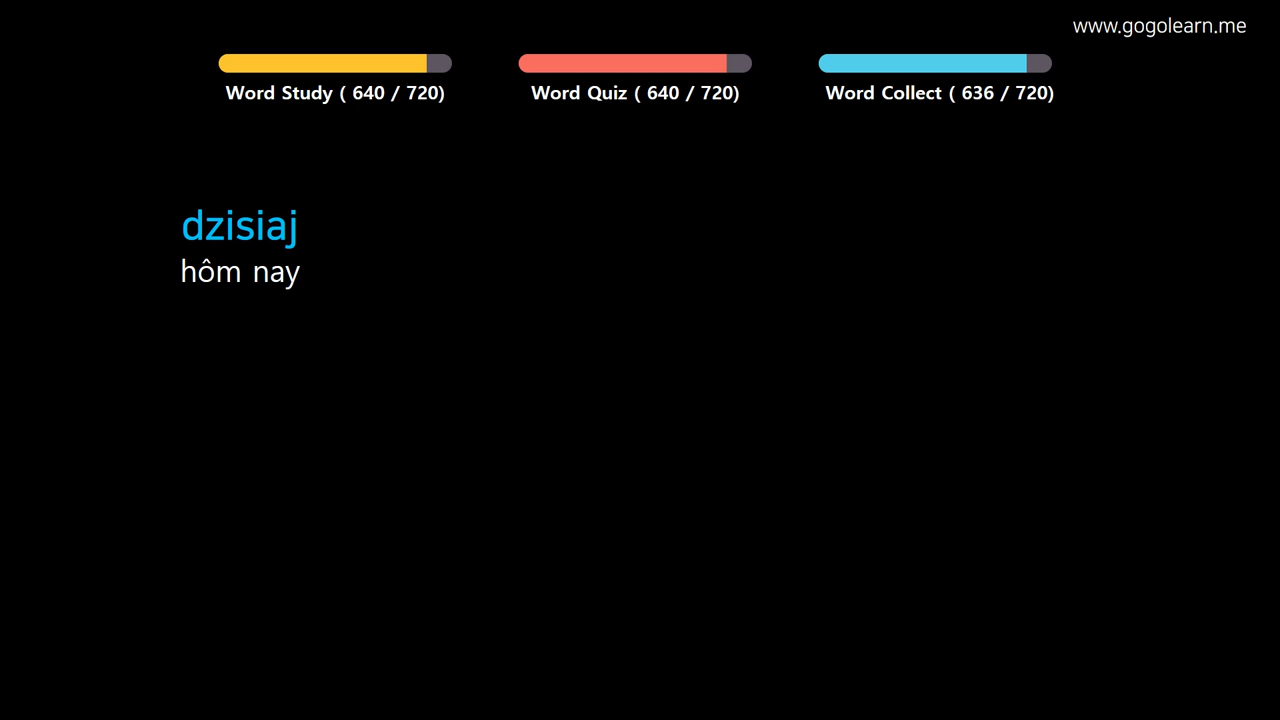 www.gogolearn.me
Word Study ( 640 / 720)
Word Quiz ( 640 / 720)
Word Collect ( 636 / 720)
dzisiaj
hôm nay